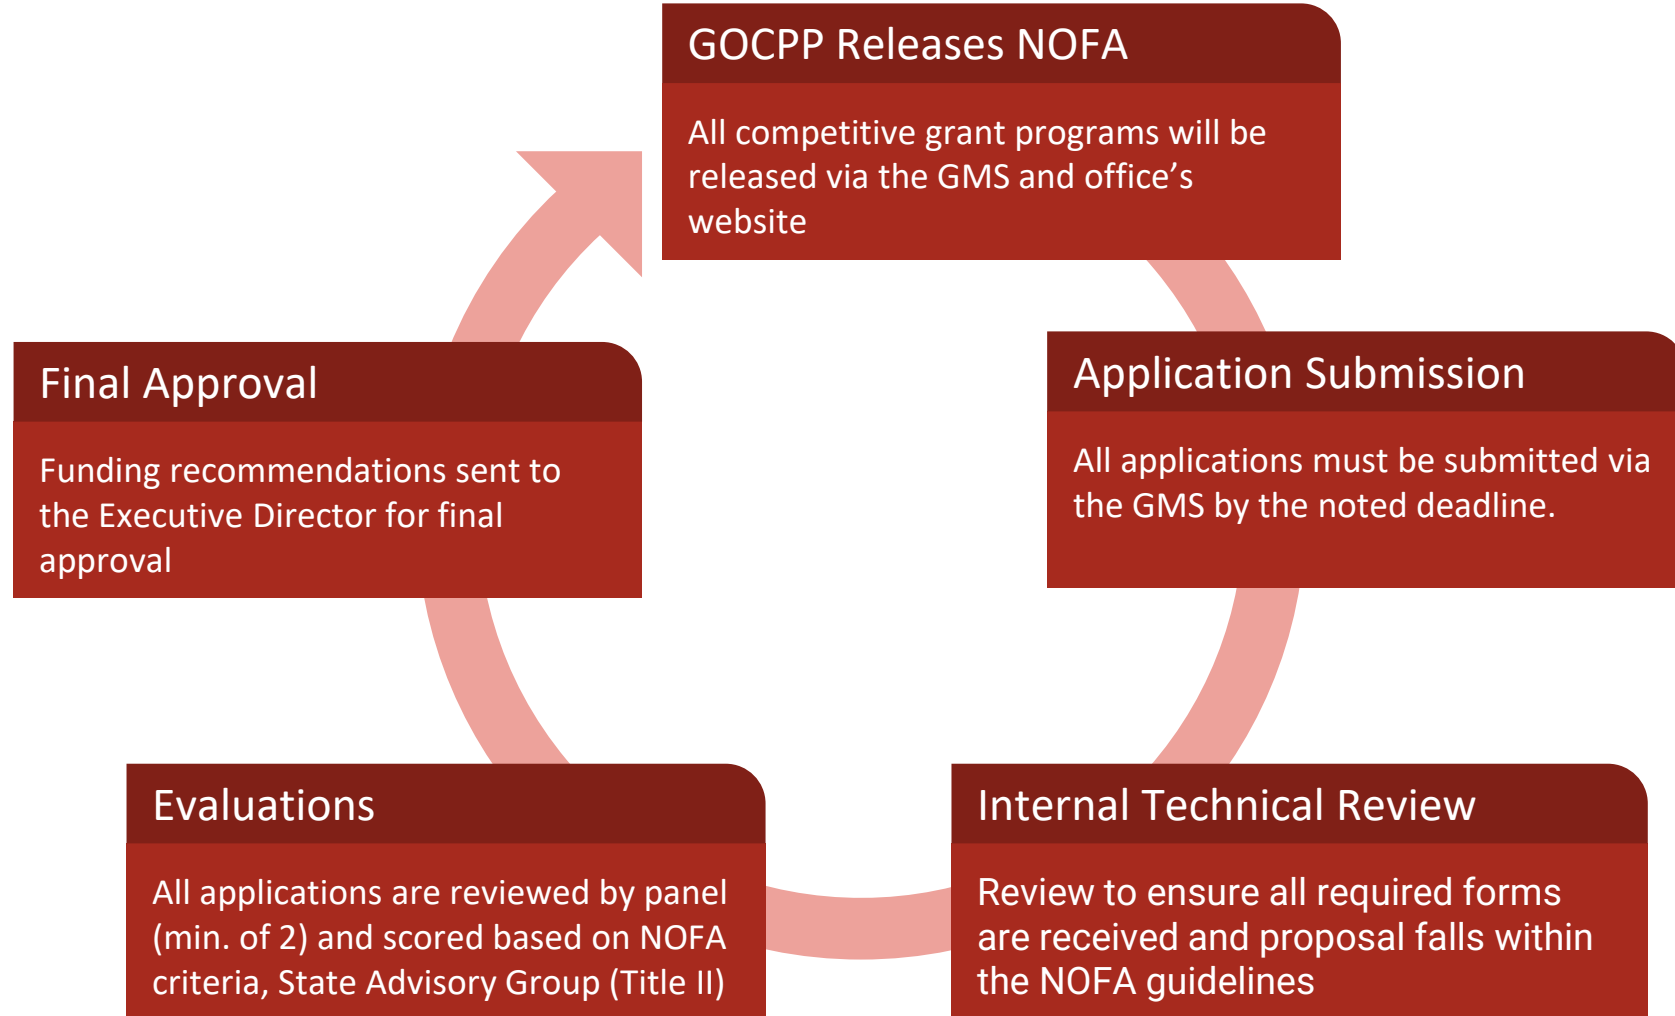 GOCPP Releases NOFA
All competitive grant programs will be
released via the GMS and office’s
website
Application Submission
All applications must be submitted via
the GMS by the noted deadline.
Internal Technical Review
Review to ensure all required forms
are received and proposal falls within
the NOFA guidelines
Evaluations
All applications are reviewed by panel
(min. of 2) and scored based on NOFA
criteria, State Advisory Group (Title II)
Final Approval
Funding recommendations sent to
the Executive Director for final
approval